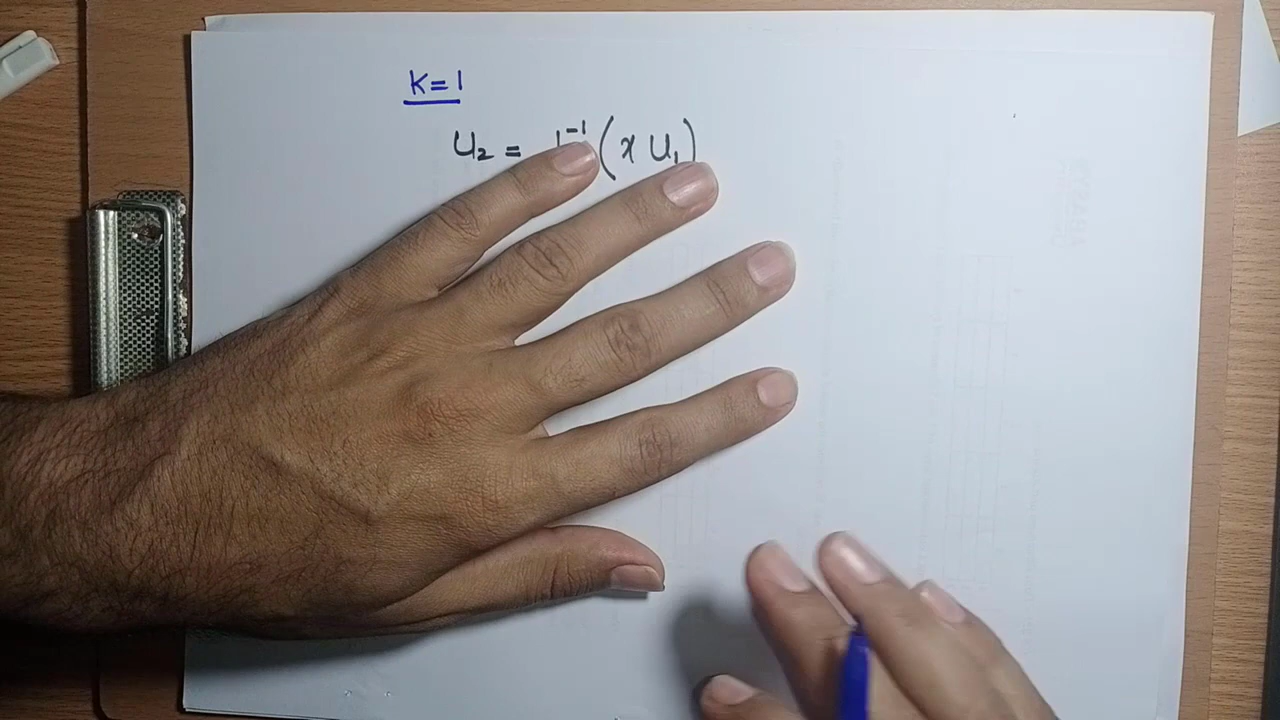 K=1
U₂ = ⁻¹(x U₁)